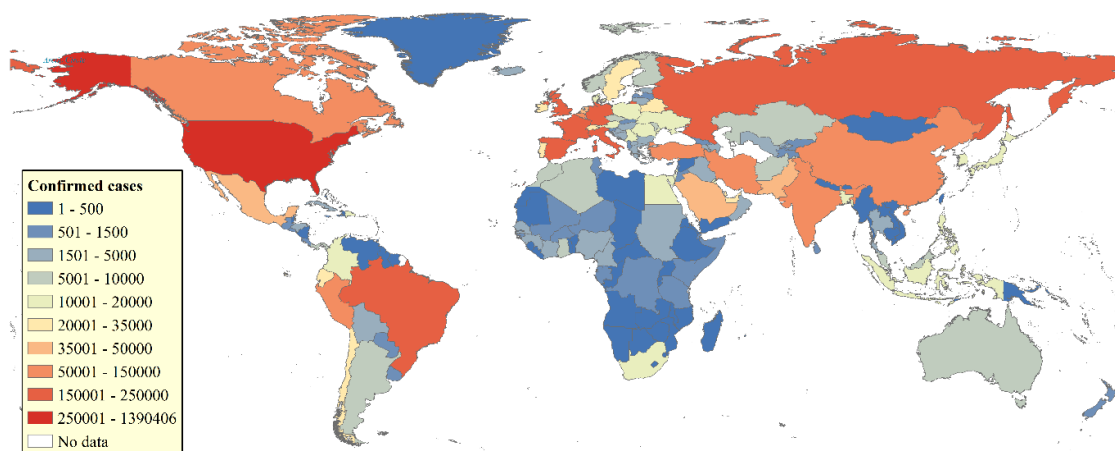 Confirmed cases
1 - 500
501 - 1500
1501 - 5000
5001 - 10000
10001 - 20000
20001 - 35000
35001 - 50000
50001 - 150000
150001 - 250000
250001 - 1390406
No data